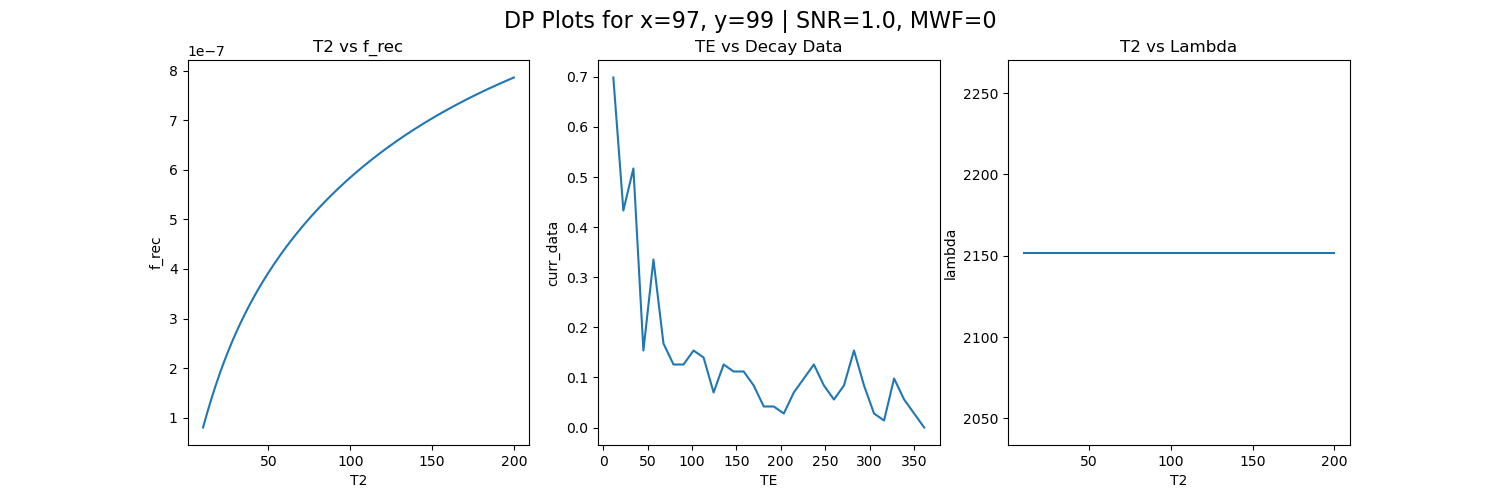 DP Plots for x=97, y=99 | SNR=1.0, MWF=0
T2 vs f_rec
1e−7
8
7
6
5
4
3
2
1
f_rec
50 100 150 200
T2
TE vs Decay Data
0.7
0.6
0.5
0.4
0.3
0.2
0.1
0.0
curr_data
0 50 100 150 200 250 300 350
TE
T2 vs Lambda
2250
2200
2150
2100
2050
lambda
50 100 150 200
T2